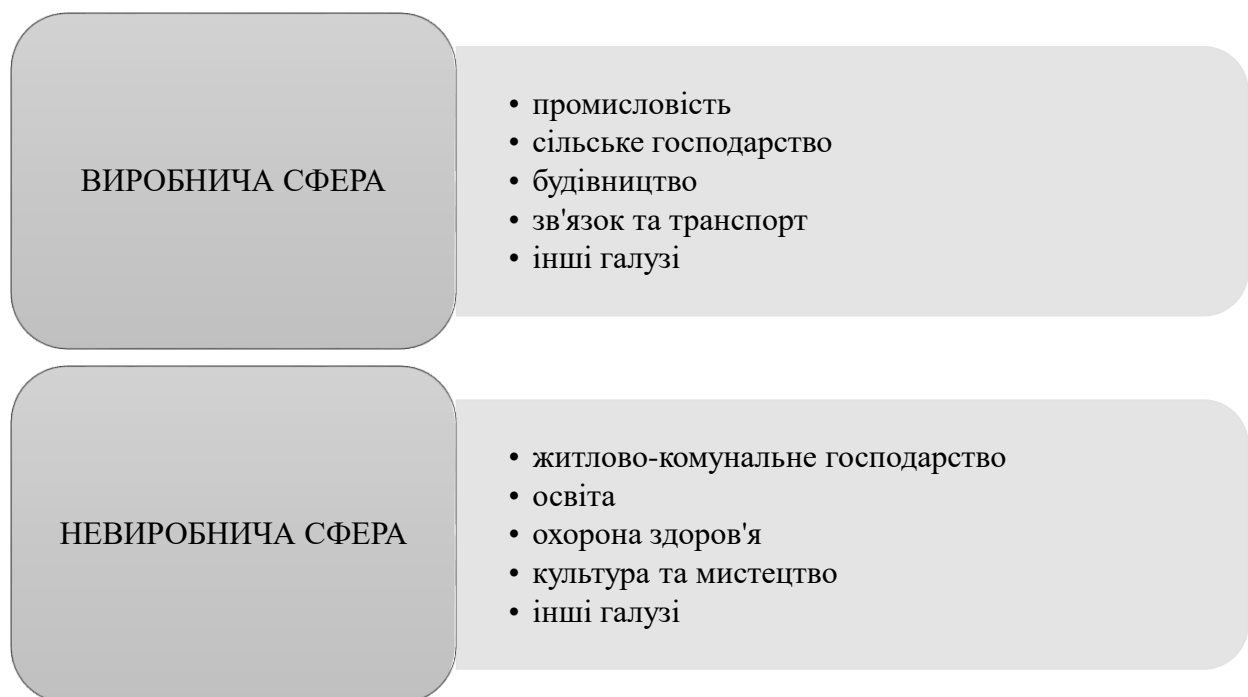 ВИРОБНИЧА СФЕРА
• промисловість
• сільське господарство
• будівництво
• зв'язок та транспорт
• інші галузі
НЕВИРОБНИЧА СФЕРА
• житлово-комунальне господарство
• освіта
• охорона здоров'я
• культура та мистецтво
• інші галузі